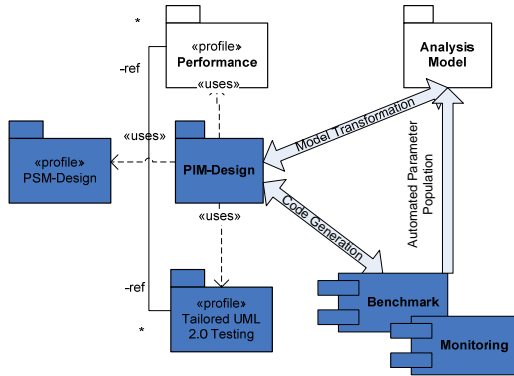 *
-ref
«profile»
Performance
«uses»
Analysis
Model
«uses»
«profile»
PSM-Design
PIM-Design
Model Transformation
Automated Parameter
Population
«uses»
Code Generation
-ref
*
«profile»
Tailored UML
2.0 Testing
Benchmark
Monitoring